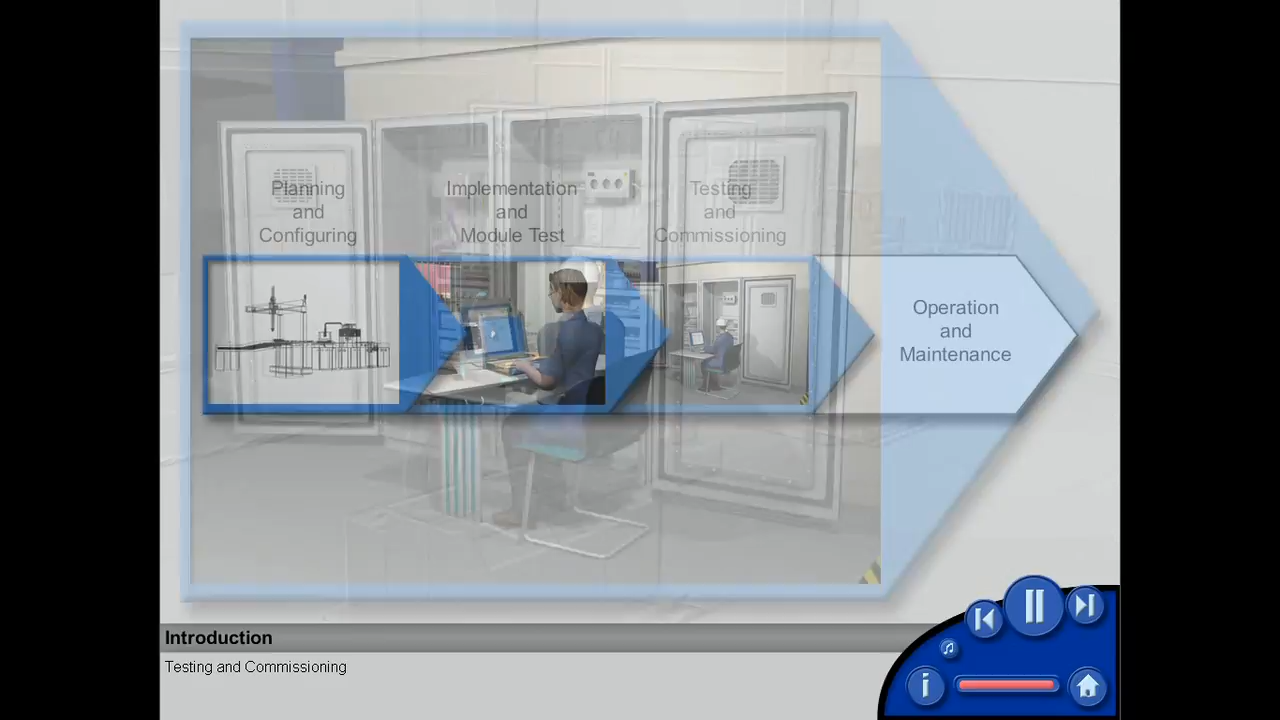 Planning
and
Configuring
Implementation
and
Module Test
Testing
and
Commissioning
Operation
and
Maintenance
Introduction
Testing and Commissioning
i